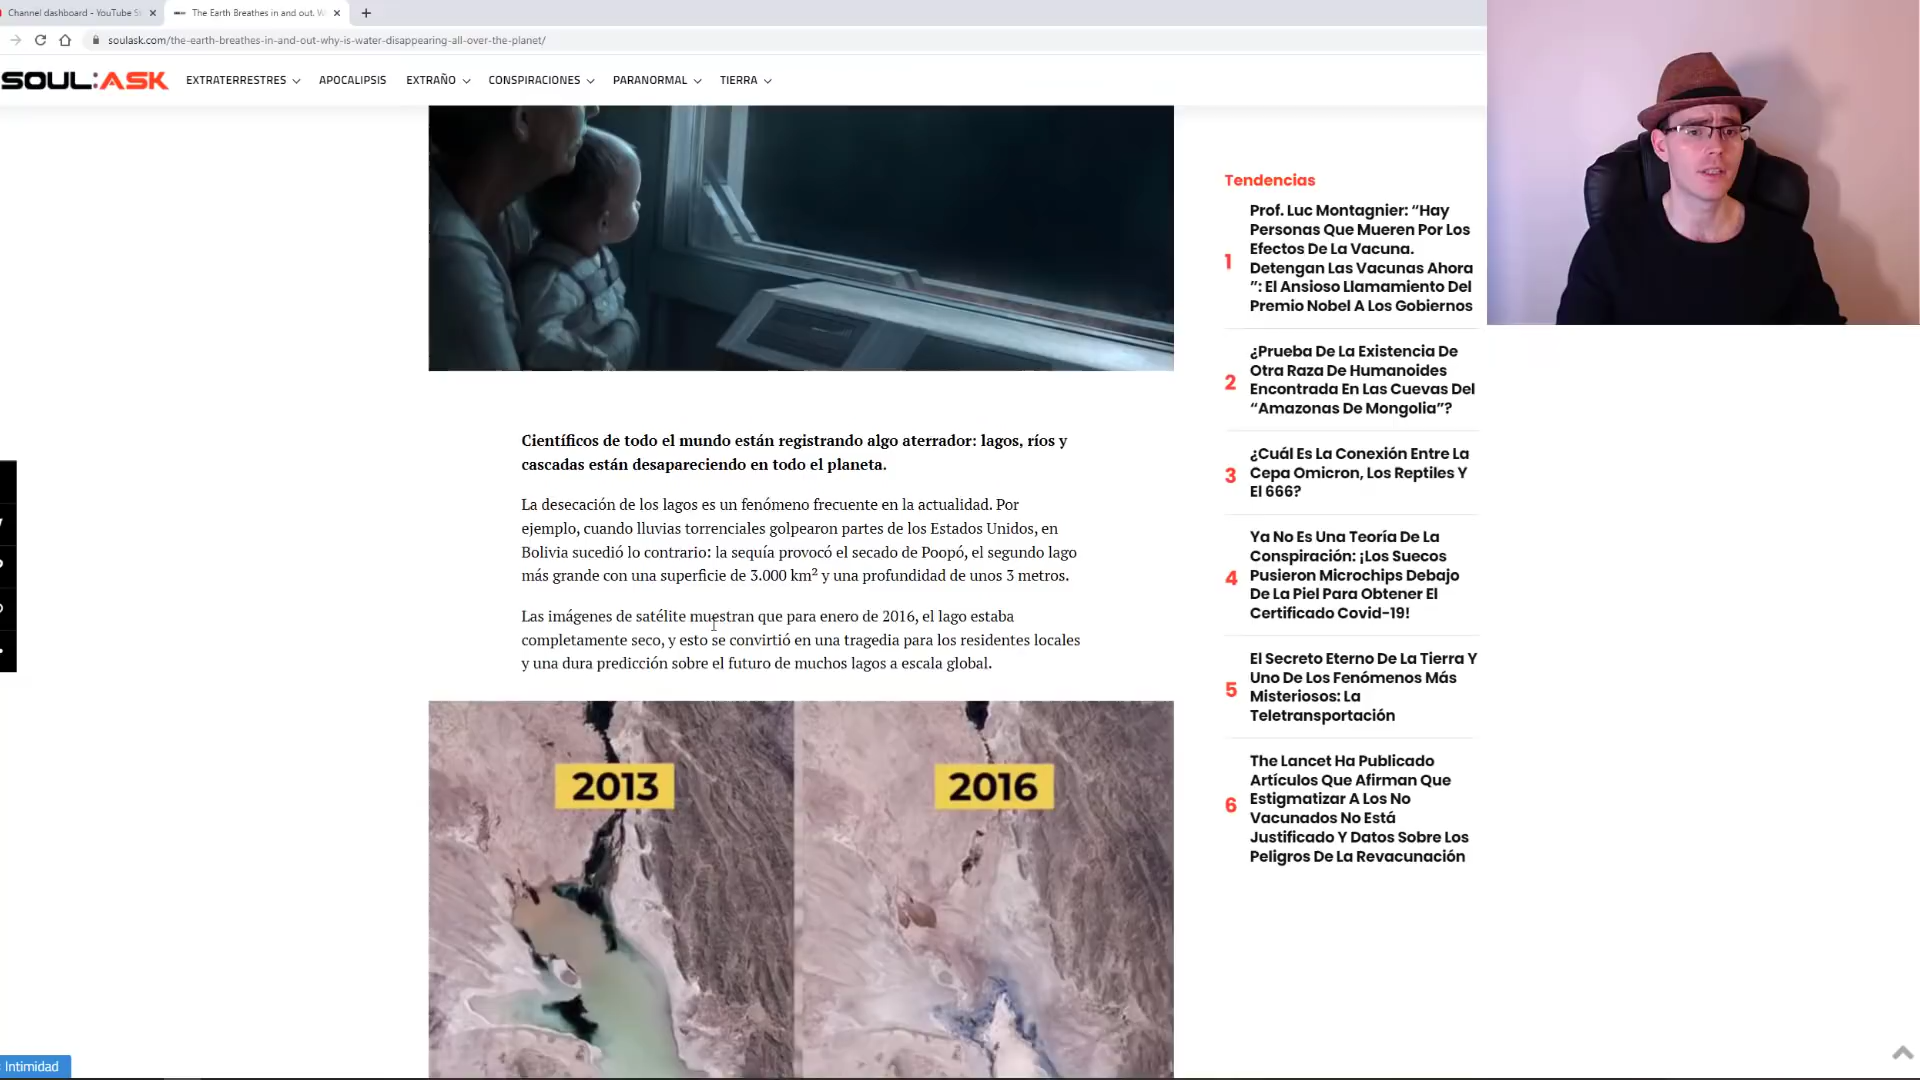 Channel dashboard - YouTube S
The Earth Breathes in and out. W
soulask.com/the-earth-breathes-in-and-out-why-is-water-disappearing-all-over-the-planet/
SOUL:ASK
EXTRATERRESTRES
APOCALIPSIS
EXTRAÑO
CONSPIRACIONES
PARANORMAL
TIERRA
Científicos de todo el mundo están registrando algo aterrador: lagos, ríos y
cascadas están desapareciendo en todo el planeta.
La desecación de los lagos es un fenómeno frecuente en la actualidad. Por
ejemplo, cuando lluvias torrenciales golpearon partes de los Estados Unidos, en
Bolivia sucedió lo contrario: la sequía provocó el secado de Poopó, el segundo lago
más grande con una superficie de 3.000 km² y una profundidad de unos 3 metros.
Las imágenes de satélite muestran que para enero de 2016, el lago estaba
completamente seco, y esto se convirtió en una tragedia para los residentes locales
y una dura predicción sobre el futuro de muchos lagos a escala global.
2013
2016
Tendencias
1
Prof. Luc Montagnier: “Hay
Personas Que Mueren Por Los
Efectos De La Vacuna.
Detengan Las Vacunas Ahora
”: El Ansioso Llamamiento Del
Premio Nobel A Los Gobiernos
2
¿Prueba De La Existencia De
Otra Raza De Humanoides
Encontrada En Las Cuevas Del
“Amazonas De Mongolia”?
3
¿Cuál Es La Conexión Entre La
Cepa Omicron, Los Reptiles Y
El 666?
4
Ya No Es Una Teoría De La
Conspiración: ¡Los Suecos
Pusieron Microchips Debajo
De La Piel Para Obtener El
Certificado Covid-19!
5
El Secreto Eterno De La Tierra Y
Uno De Los Fenómenos Más
Misteriosos: La
Teletransportación
6
The Lancet Ha Publicado
Artículos Que Afirman Que
Estigmatizar A Los No
Vacunados No Está
Justificado Y Datos Sobre Los
Peligros De La Revacunación
Intimidad